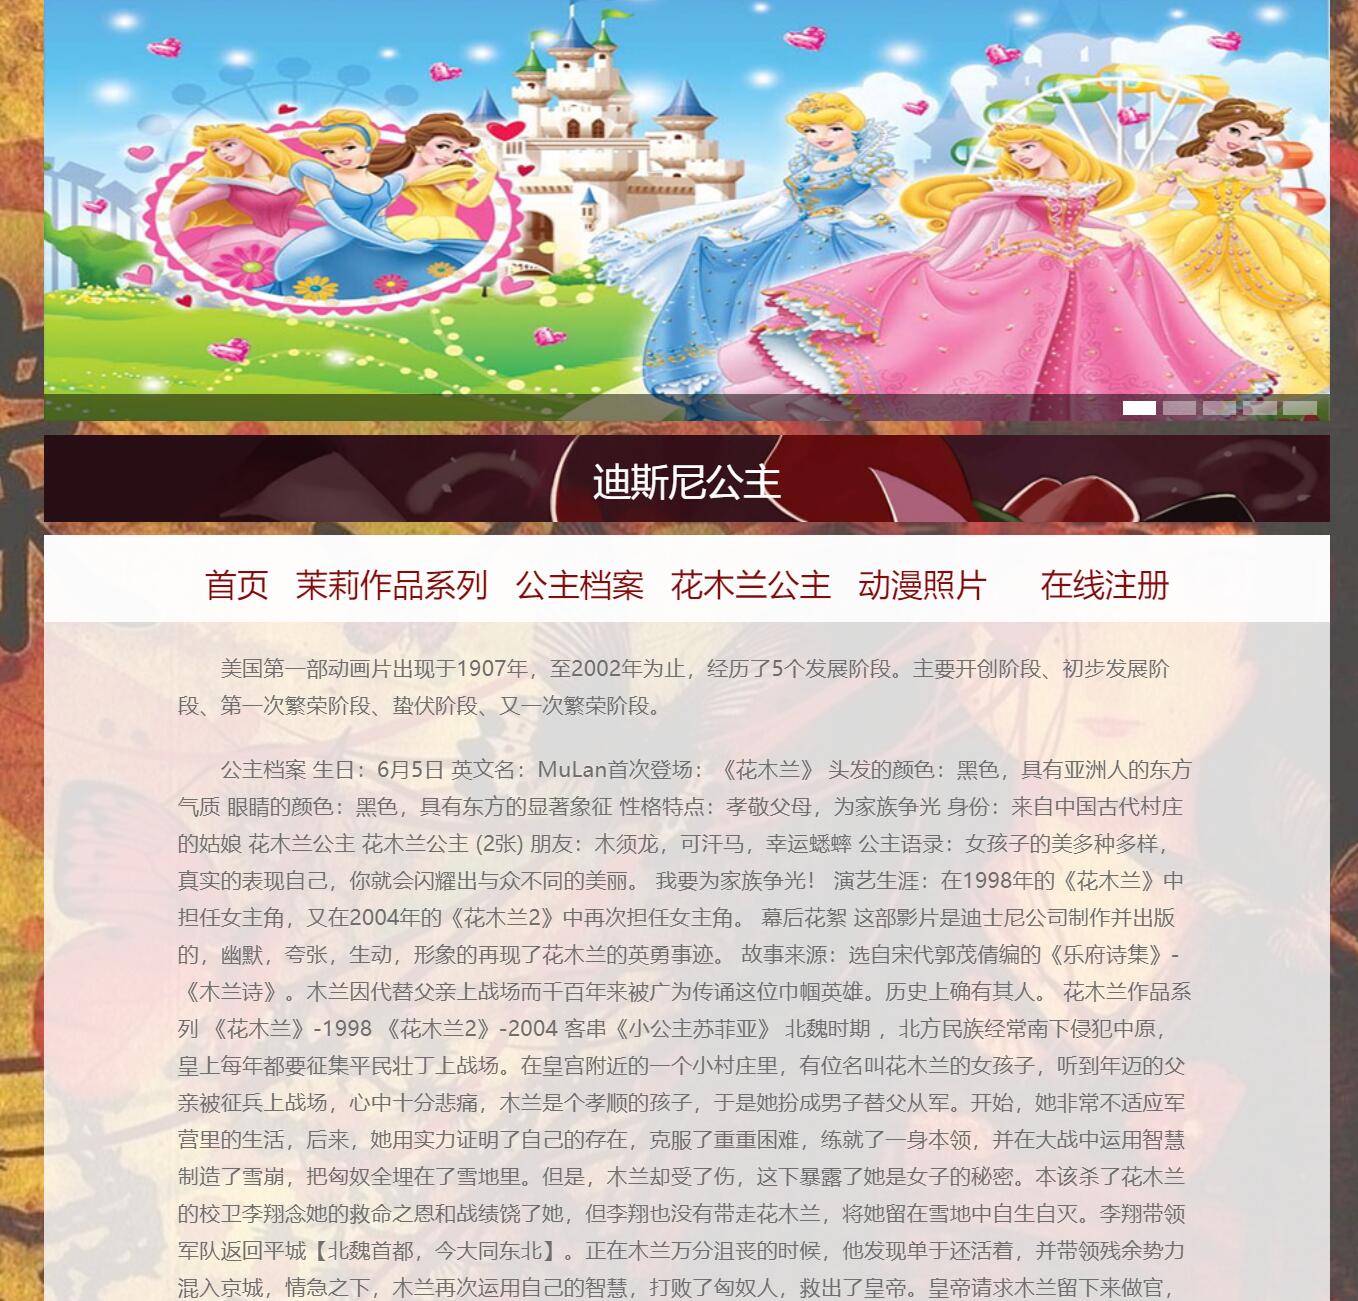 迪斯尼公主
首页 茉莉作品系列 公主档案 花木兰公主 动漫照片 在线注册
美国第一部动画片出现于1907年，至2002年为止，经历了5个发展阶段。主要开创阶段、初步发展阶
段、第一次繁荣阶段、蛰伏阶段、又一次繁荣阶段。
公主档案 生日：6月5日 英文名：MuLan首次登场：《花木兰》 头发的颜色：黑色，具有亚洲人的东方
气质 眼睛的颜色：黑色，具有东方的显著象征 性格特点：孝敬父母，为家族争光 身份：来自中国古代村庄
的姑娘 花木兰公主 花木兰公主 (2张) 朋友：木须龙，可汗马，幸运蟋蟀 公主语录：女孩子的美多种多样，
真实的表现自己，你就会闪耀出与众不同的美丽。 我要为家族争光！ 演艺生涯：在1998年的《花木兰》中
担任女主角，又在2004年的《花木兰2》中再次担任女主角。 幕后花絮 这部影片是迪士尼公司制作并出版
的，幽默，夸张，生动，形象的再现了花木兰的英勇事迹。 故事来源：选自宋代郭茂倩编的《乐府诗集》-
《木兰诗》。木兰因代替父亲上战场而千百年来被广为传诵这位巾帼英雄。历史上确有其人。 花木兰作品系
列 《花木兰》-1998 《花木兰2》-2004 客串《小公主苏菲亚》 北魏时期 ，北方民族经常南下侵犯中原，
皇上每年都要征集平民壮丁上战场。在皇宫附近的一个小村庄里，有位名叫花木兰的女孩子，听到年迈的父
亲被征兵上战场，心中十分悲痛，木兰是个孝顺的孩子，于是她扮成男子替父从军。开始，她非常不适应军
营里的生活，后来，她用实力证明了自己的存在，克服了重重困难，练就了一身本领，并在大战中运用智慧
制造了雪崩，把匈奴全埋在了雪地里。但是，木兰却受了伤，这下暴露了她是女子的秘密。本该杀了花木兰
的校卫李翔念她的救命之恩和战绩饶了她，但李翔也没有带走花木兰，将她留在雪地中自生自灭。李翔带领
军队返回平城【北魏首都，今大同东北】。正在木兰万分沮丧的时候，他发现单于还活着，并带领残余势力
混入京城，情急之下，木兰再次运用自己的智慧，打败了匈奴人，救出了皇帝。皇帝请求木兰留下来做官，